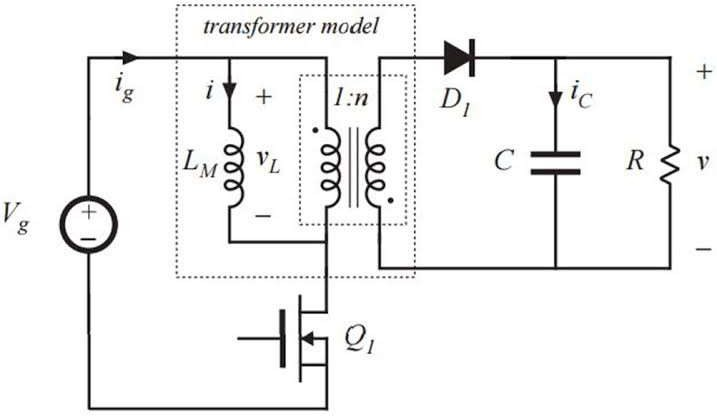 transformer model
i_g
i
+
1:n
D_1
i_C
+
L_M
v_L
C
R
v
V_g
+
−
−
−
Q_1